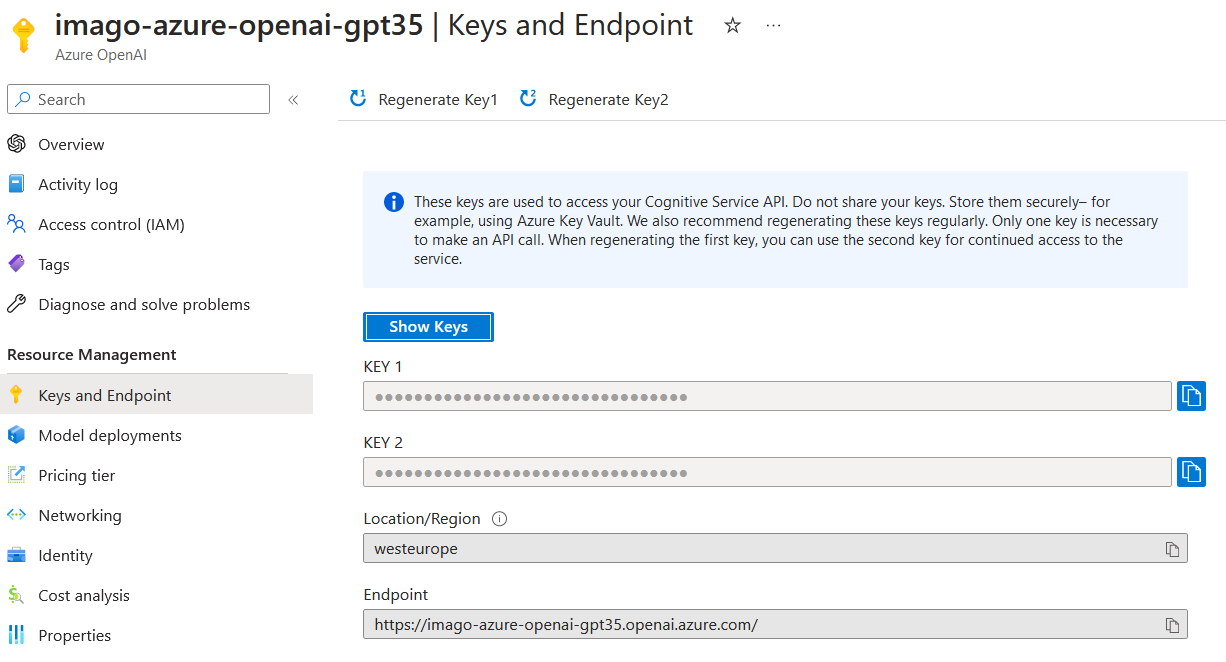 imago-azure-openai-gpt35 | Keys and Endpoint
Azure OpenAI
Search
Regenerate Key1
Regenerate Key2
Overview
Activity log
Access control (IAM)
Tags
Diagnose and solve problems
Resource Management
Keys and Endpoint
Model deployments
Pricing tier
Networking
Identity
Cost analysis
Properties
These keys are used to access your Cognitive Service API. Do not share your keys. Store them securely– for
example, using Azure Key Vault. We also recommend regenerating these keys regularly. Only one key is necessary
to make an API call. When regenerating the first key, you can use the second key for continued access to the
service.
Show Keys
KEY 1
KEY 2
Location/Region
westeurope
Endpoint
https://imago-azure-openai-gpt35.openai.azure.com/